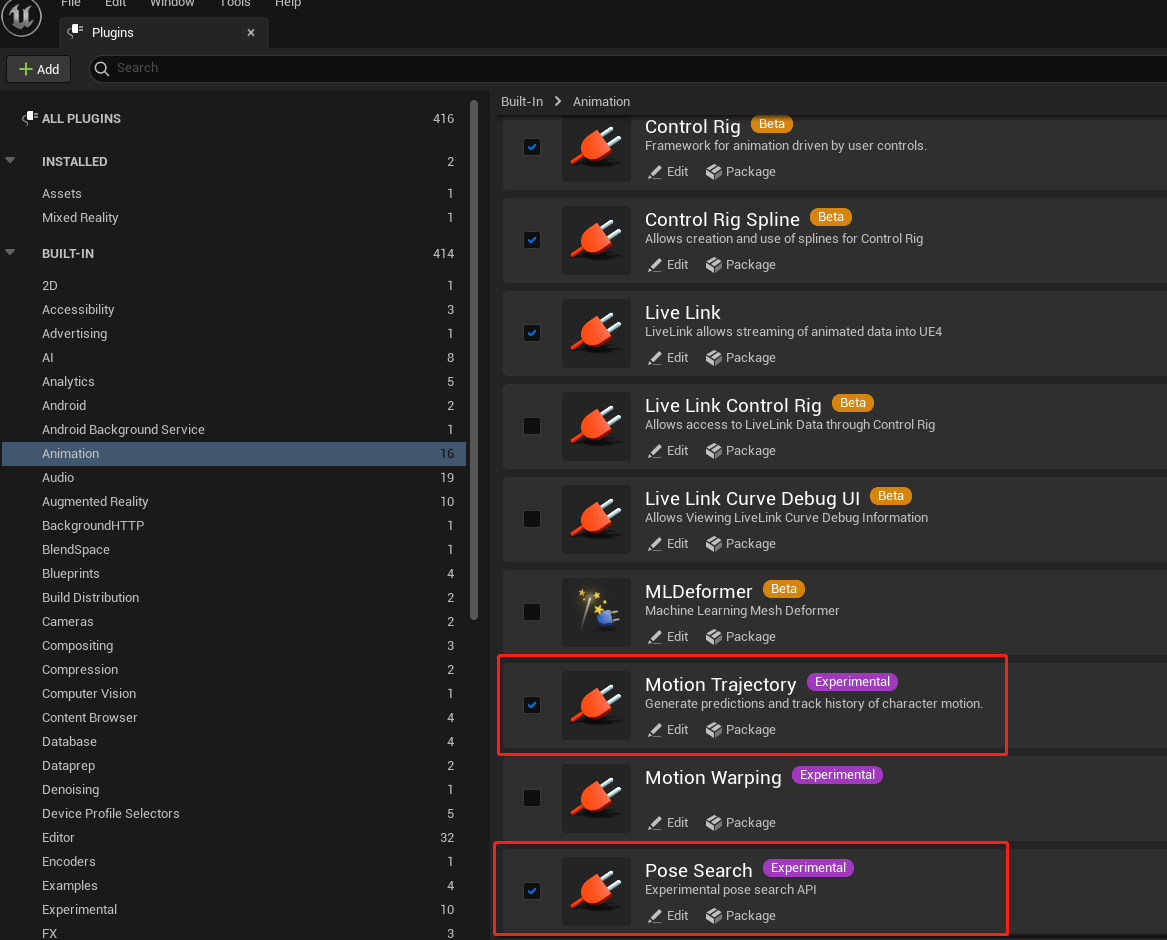 File Edit Window Tools Help
Plugins
Add
Search
ALL PLUGINS 416
INSTALLED 2
Assets 1
Mixed Reality 1
BUILT-IN 414
2D 1
Accessibility 3
Advertising 1
AI 8
Analytics 5
Android 2
Android Background Service 1
Animation 16
Audio 19
Augmented Reality 10
BackgroundHTTP 1
BlendSpace 1
Blueprints 4
Build Distribution 2
Cameras 2
Compositing 3
Compression 2
Computer Vision 1
Content Browser 4
Database 4
Dataprep 2
Denoising 1
Device Profile Selectors 5
Editor 32
Encoders 1
Examples 4
Experimental 10
FX 3
Built-In > Animation
Control Rig Beta
Framework for animation driven by user controls.
Edit Package
Control Rig Spline Beta
Allows creation and use of splines for Control Rig
Edit Package
Live Link
LiveLink allows streaming of animated data into UE4
Edit Package
Live Link Control Rig Beta
Allows access to LiveLink Data through Control Rig
Edit Package
Live Link Curve Debug UI Beta
Allows Viewing LiveLink Curve Debug Information
Edit Package
MLDeformer Beta
Machine Learning Mesh Deformer
Edit Package
Motion Trajectory Experimental
Generate predictions and track history of character motion.
Edit Package
Motion Warping Experimental
Edit Package
Pose Search Experimental
Experimental pose search API
Edit Package